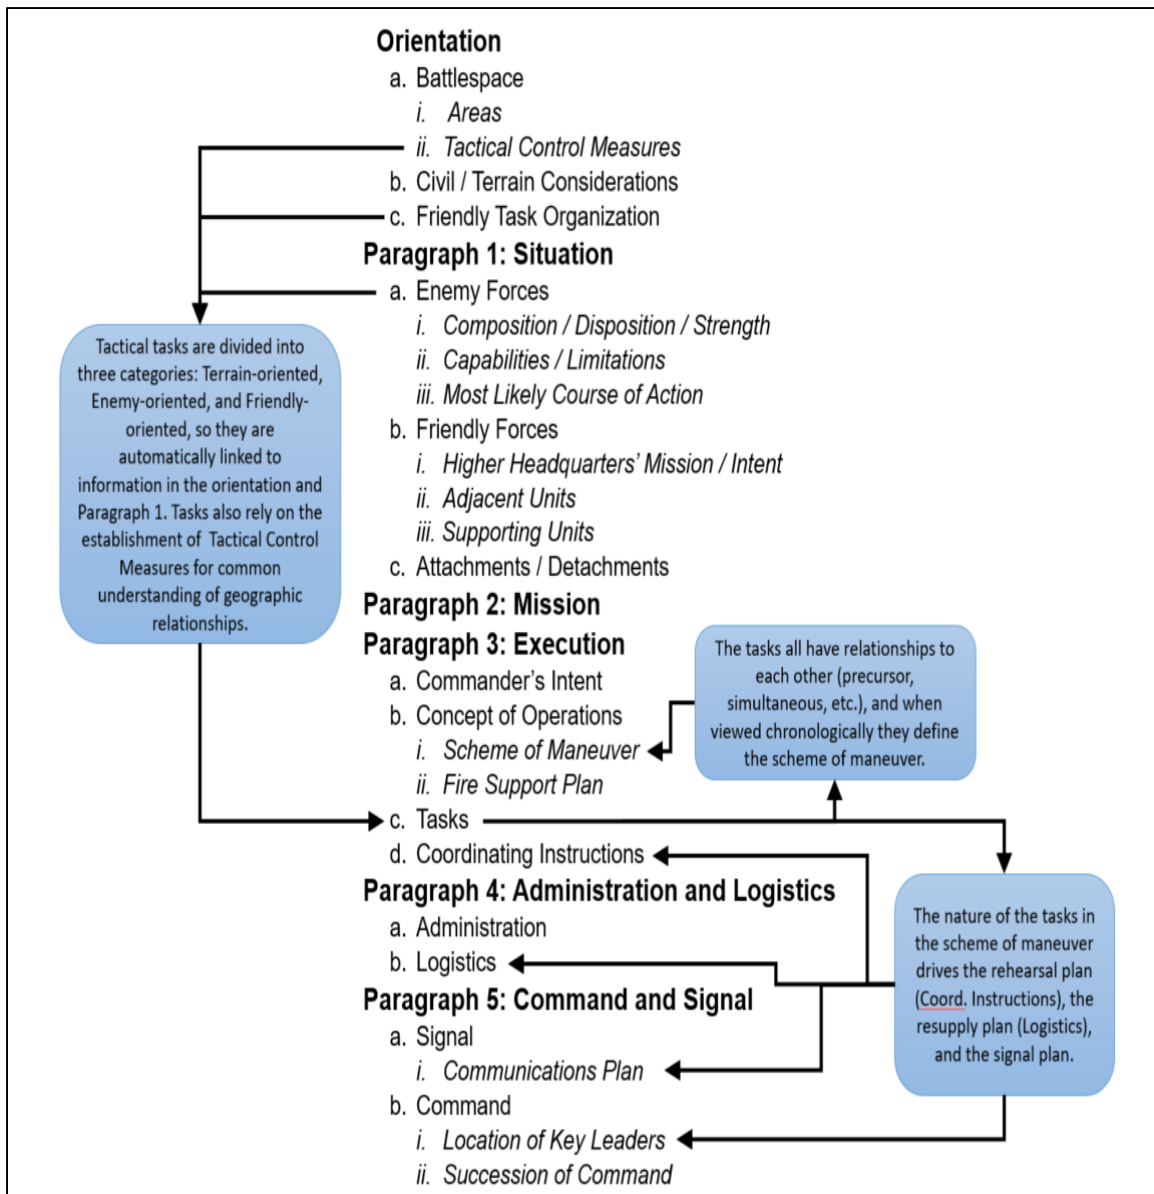 Orientation
a. Battlespace
i. Areas
ii. Tactical Control Measures
b. Civil / Terrain Considerations
c. Friendly Task Organization
Paragraph 1: Situation
a. Enemy Forces
i. Composition / Disposition / Strength
ii. Capabilities / Limitations
iii. Most Likely Course of Action
b. Friendly Forces
i. Higher Headquarters' Mission / Intent
ii. Adjacent Units
iii. Supporting Units
c. Attachments / Detachments
Paragraph 2: Mission
Paragraph 3: Execution
a. Commander's Intent
b. Concept of Operations
i. Scheme of Maneuver
ii. Fire Support Plan
c. Tasks
d. Coordinating Instructions
Paragraph 4: Administration and Logistics
a. Administration
b. Logistics
Paragraph 5: Command and Signal
a. Signal
i. Communications Plan
b. Command
i. Location of Key Leaders
ii. Succession of Command
Tactical tasks are divided into
three categories: Terrain-oriented,
Enemy-oriented, and Friendly-
oriented, so they are
automatically linked to
information in the orientation and
Paragraph 1. Tasks also rely on the
establishment of Tactical Control
Measures for common
understanding of geographic
relationships.
The tasks all have relationships to
each other (precursor,
simultaneous, etc.), and when
viewed chronologically they define
the scheme of maneuver.
The nature of the tasks in
the scheme of maneuver
drives the rehearsal plan
(Coord. Instructions), the
resupply plan (Logistics),
and the signal plan.